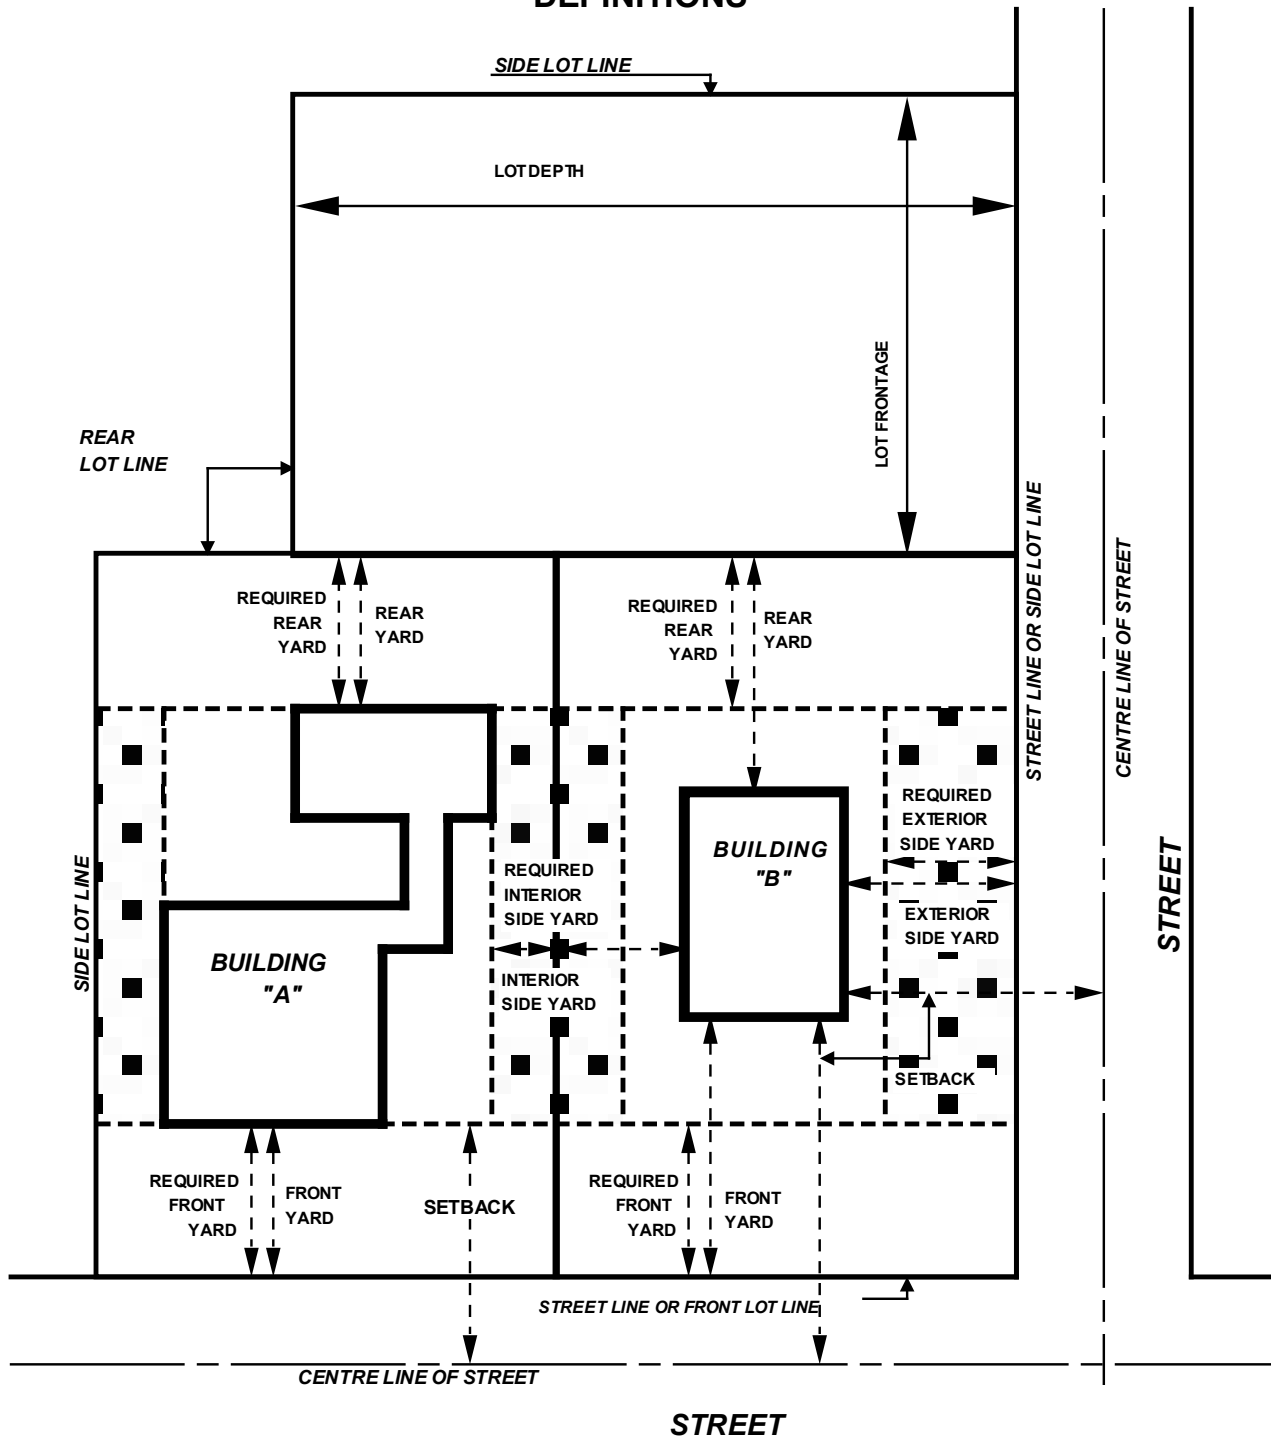 DEFINITIONS
SIDE LOT LINE
LOT DEPTH
LOT FRONTAGE
REAR
LOT LINE
STREET LINE OR SIDE LOT LINE
CENTRE LINE OF STREET
STREET
REQUIRED
REAR
YARD
REAR
YARD
REQUIRED
REAR
YARD
REAR
YARD
SIDE LOT LINE
BUILDING
"A"
REQUIRED
INTERIOR
SIDE YARD
INTERIOR
SIDE YARD
BUILDING
"B"
REQUIRED
EXTERIOR
SIDE YARD
EXTERIOR
SIDE YARD
SETBACK
REQUIRED
FRONT
YARD
FRONT
YARD
SETBACK
REQUIRED
FRONT
YARD
FRONT
YARD
STREET LINE OR FRONT LOT LINE
CENTRE LINE OF STREET
STREET